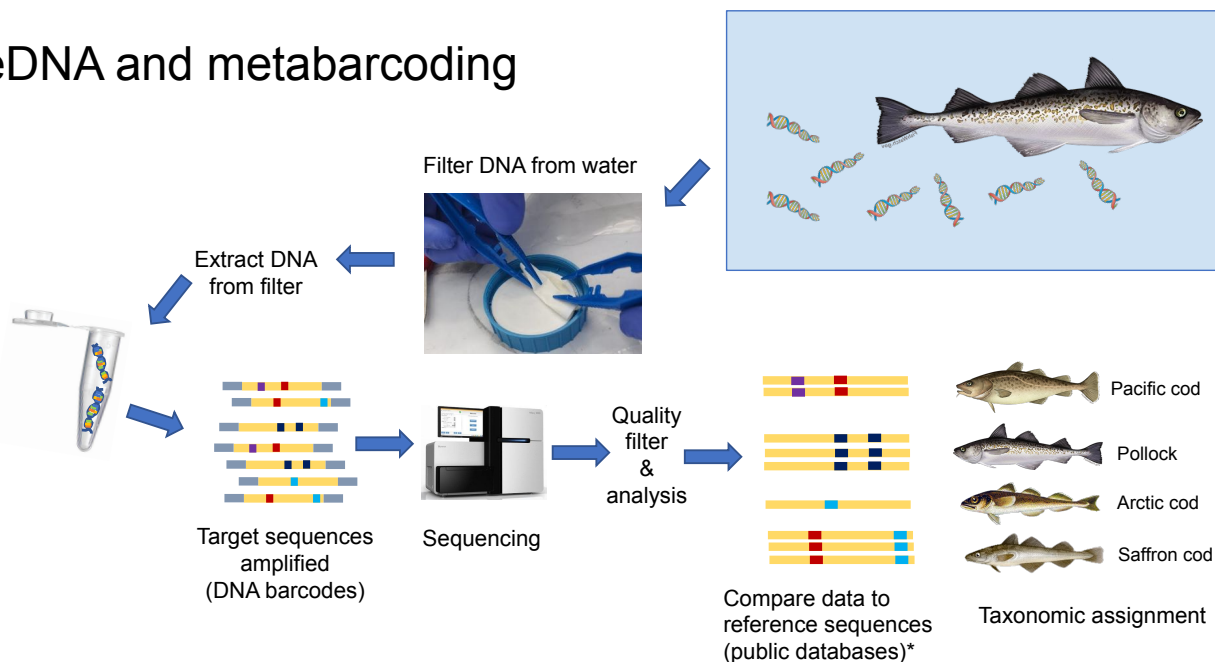 eDNA and metabarcoding
Filter DNA from water
Extract DNA
from filter
Target sequences
amplified
(DNA barcodes)
Sequencing
Quality
filter
&
analysis
Compare data to
reference sequences
(public databases)*
Pacific cod
Pollock
Arctic cod
Saffron cod
Taxonomic assignment